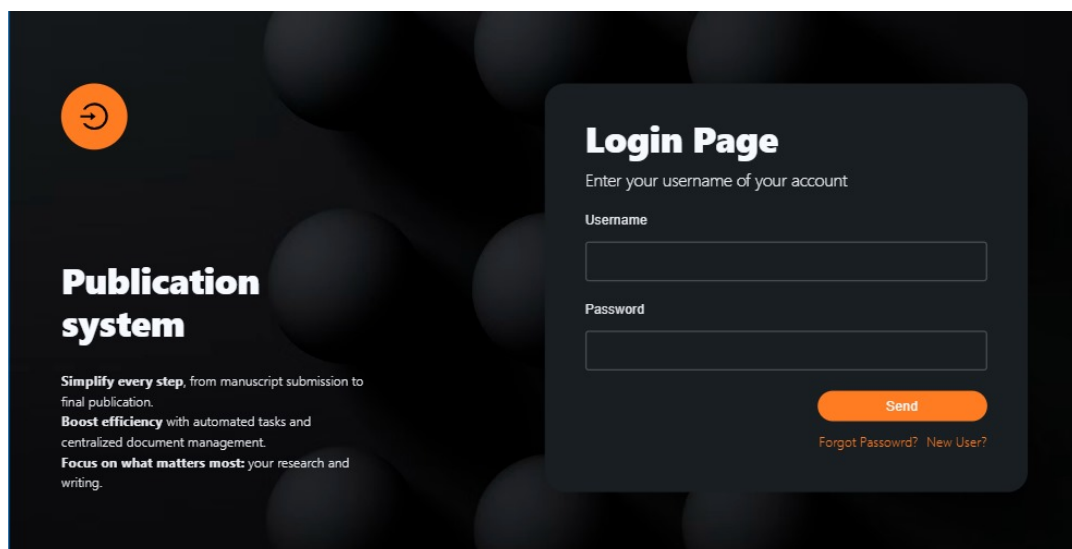 Publication
system
Simplify every step, from manuscript submission to
final publication.
Boost efficiency with automated tasks and
centralized document management.
Focus on what matters most: your research and
writing.
Login Page
Enter your username of your account
Username
Password
Send
Forgot Passowrd? New User?